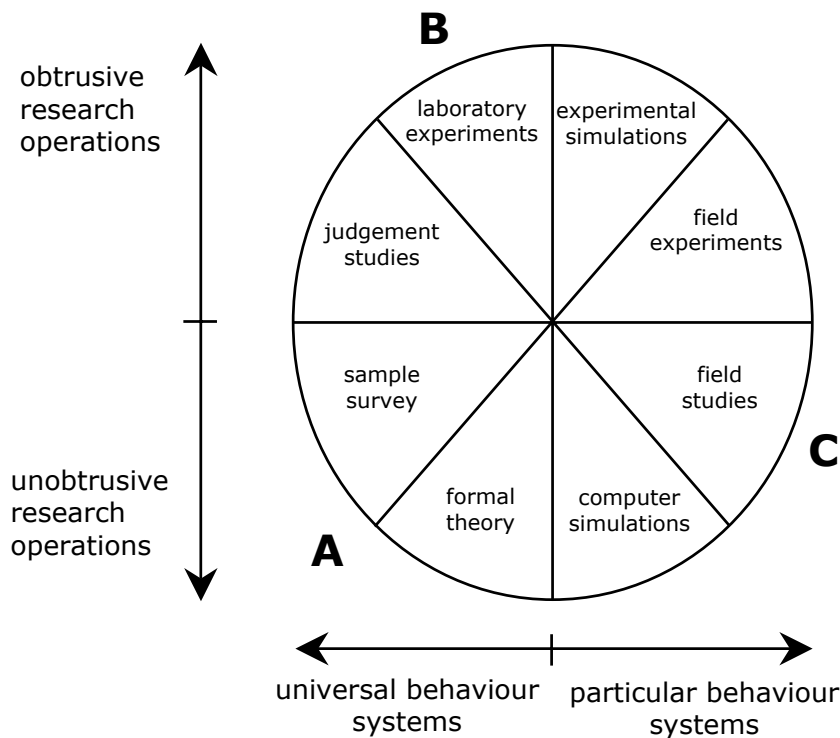 B
obtrusive
research
operations
laboratory
experiments
experimental
simulations
judgement
studies
field
experiments
sample
survey
field
studies
C
unobtrusive
research
operations
formal
theory
computer
simulations
A
universal behaviour
systems
particular behaviour
systems